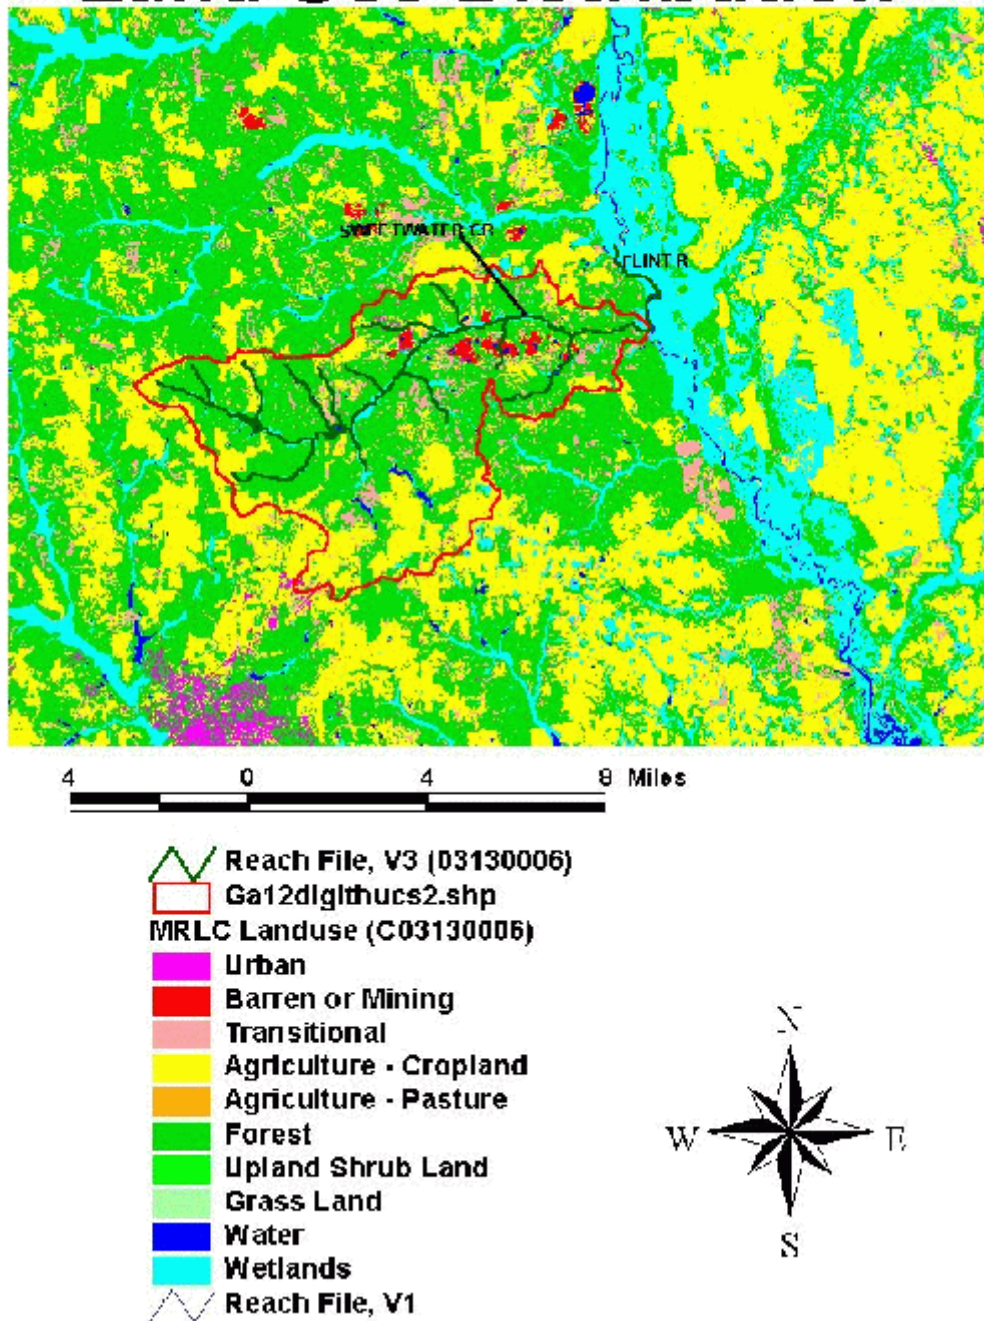 SWEETWATER CR
FLINT R
4 0 4 8 Miles
Reach File, V3 (03130006)
Ga12digithucs2.shp
MRLC Landuse (C03130006)
Urban
Barren or Mining
Transitional
Agriculture - Cropland
Agriculture - Pasture
Forest
Upland Shrub Land
Grass Land
Water
Wetlands
Reach File, V1
N
W E
S